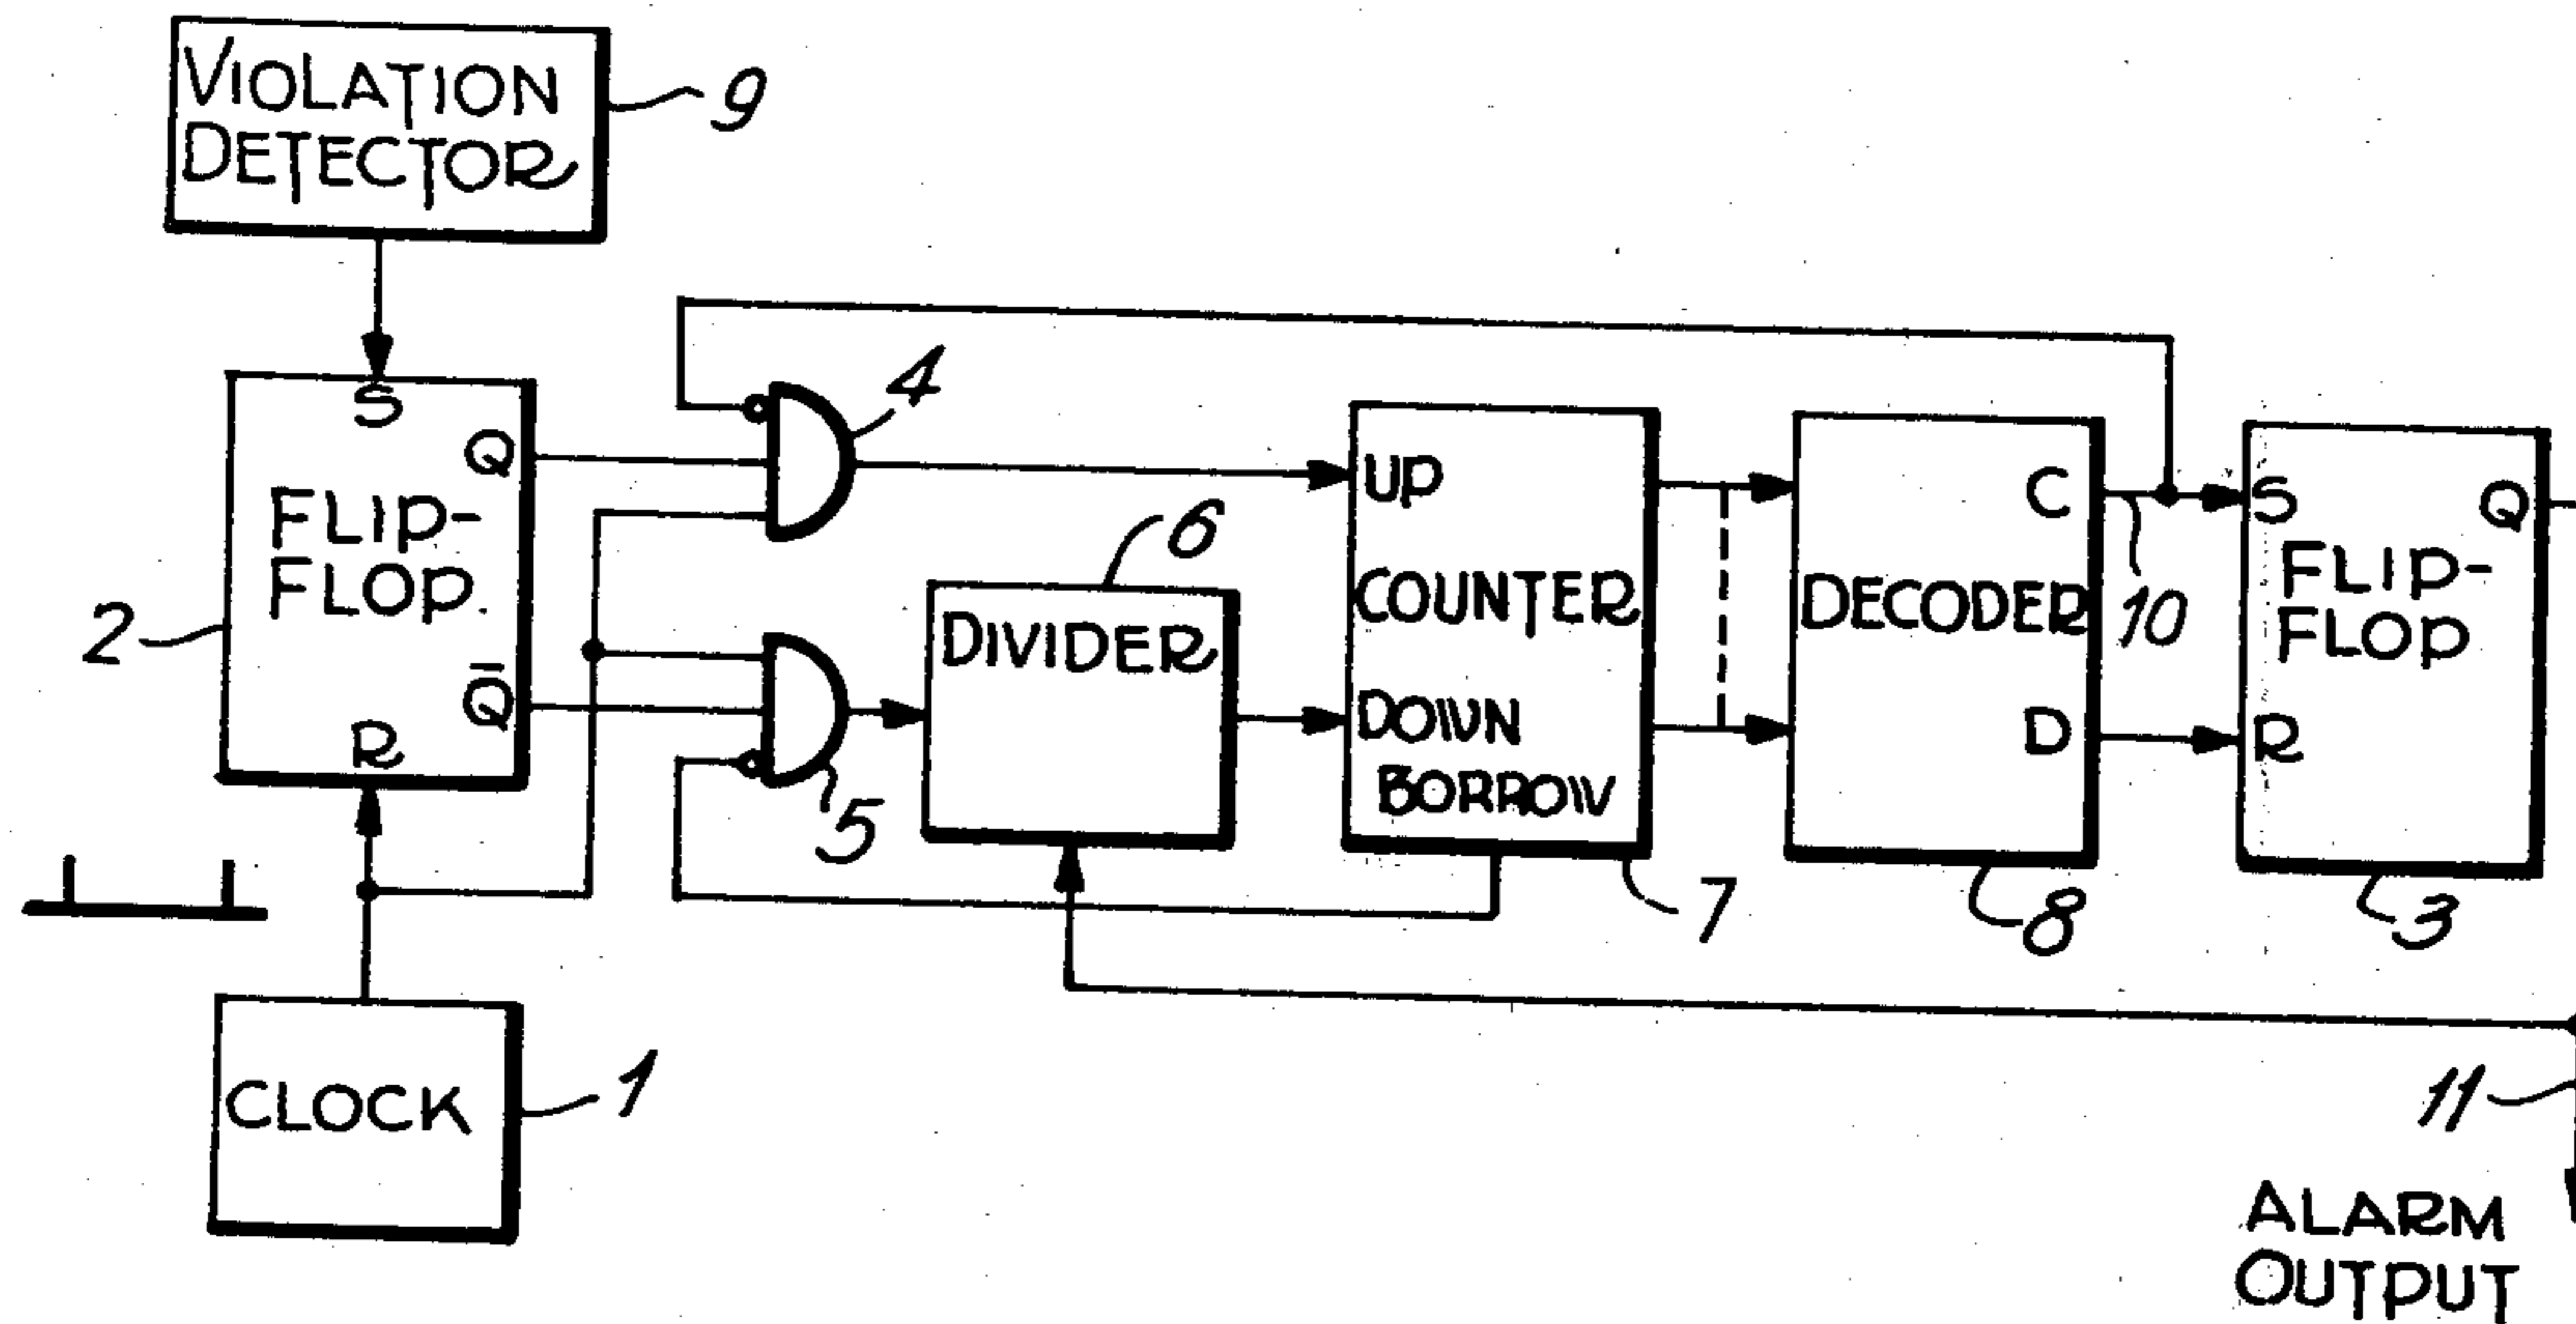 VIOLATION
DETECTOR
9
S
Q
FLIP-
FLOP
Q̅
R
2
4
5
6
DIVIDER
UP
COUNTER
DOWN
BORROW
7
C
DECODER
D
10
8
S
Q
FLIP-
FLOP
R
3
CLOCK
1
11
ALARM
OUTPUT